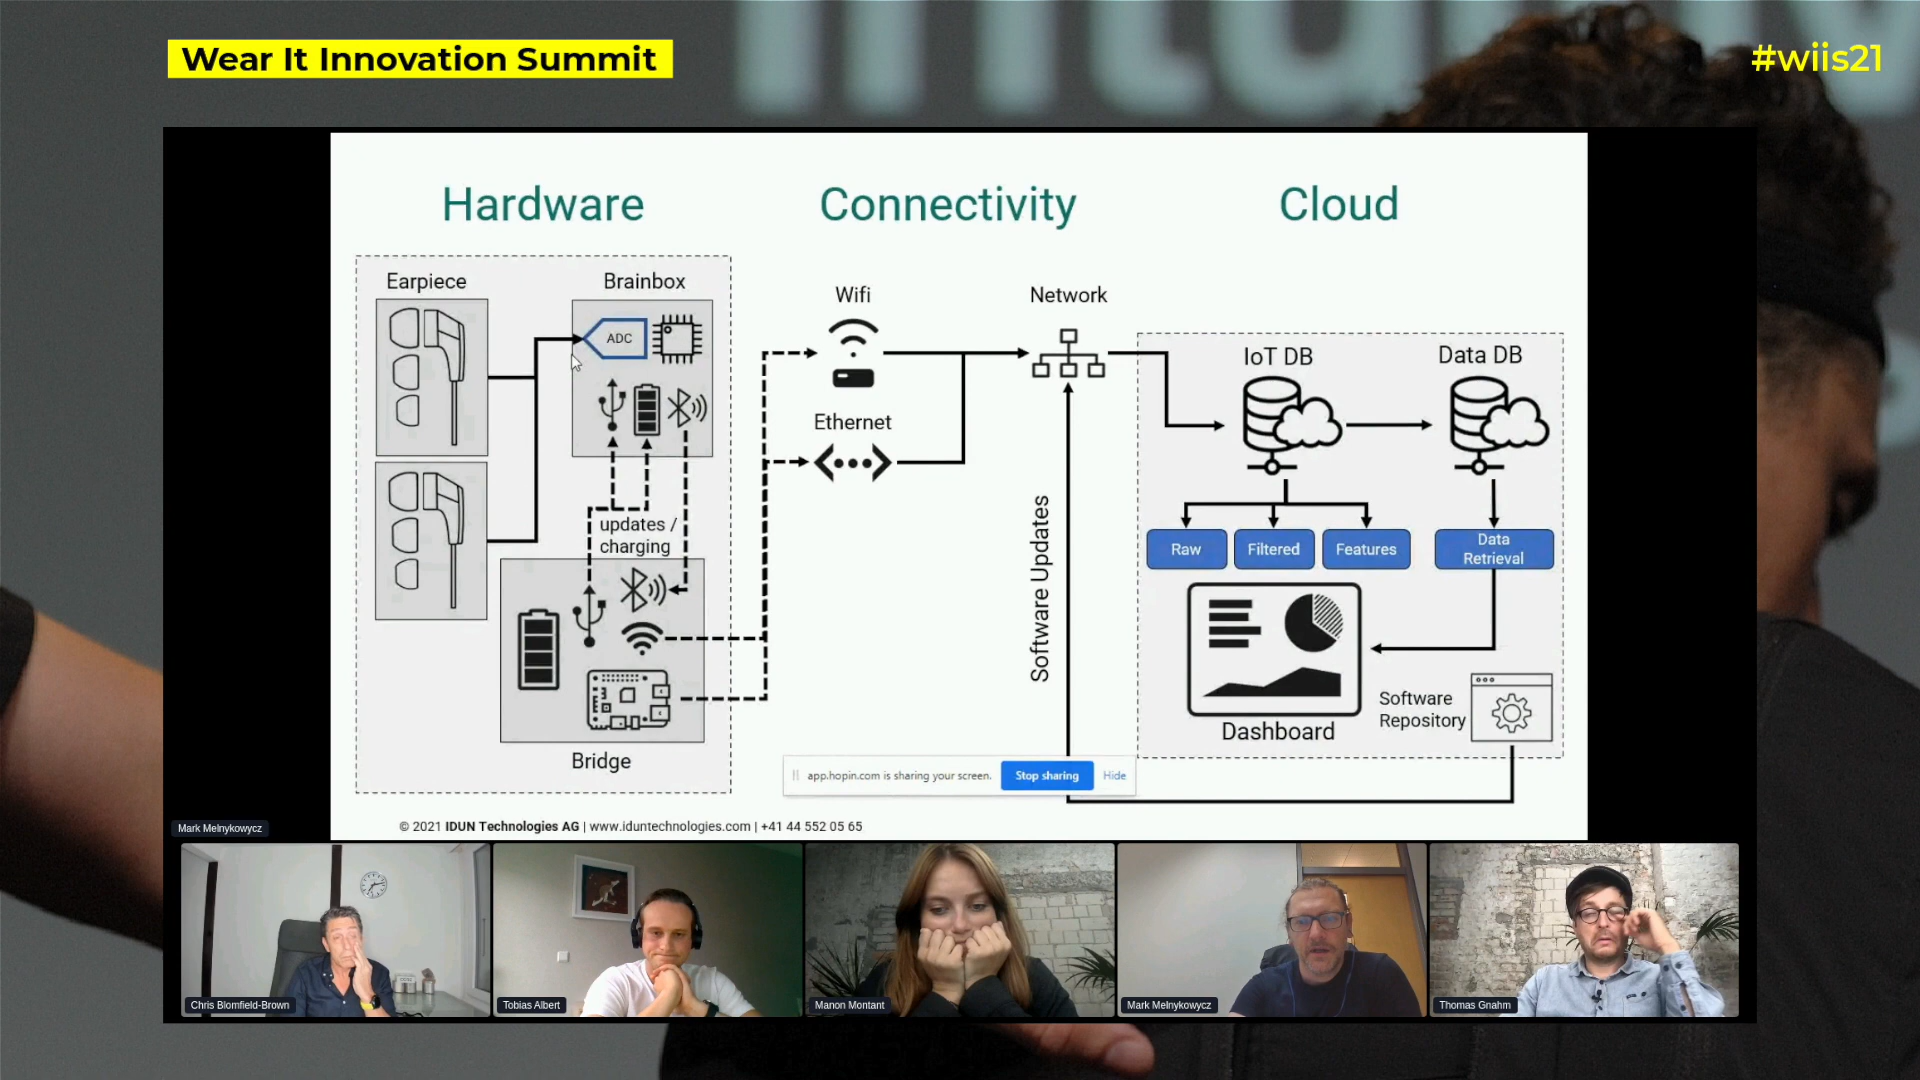 Wear It Innovation Summit
#wiis21
Hardware
Connectivity
Cloud
Earpiece
Brainbox
ADC
updates /
charging
Bridge
Wifi
Ethernet
Network
Software Updates
IoT DB
Data DB
Raw
Filtered
Features
Data
Retrieval
Dashboard
Software
Repository
app.hopin.com is sharing your screen.
Stop sharing
Hide
© 2021 IDUN Technologies AG | www.iduntechnologies.com | +41 44 552 05 65
Mark Melnykowycz
Chris Blomfield-Brown
Tobias Albert
Manon Montant
Mark Melnykowycz
Thomas Gnahm